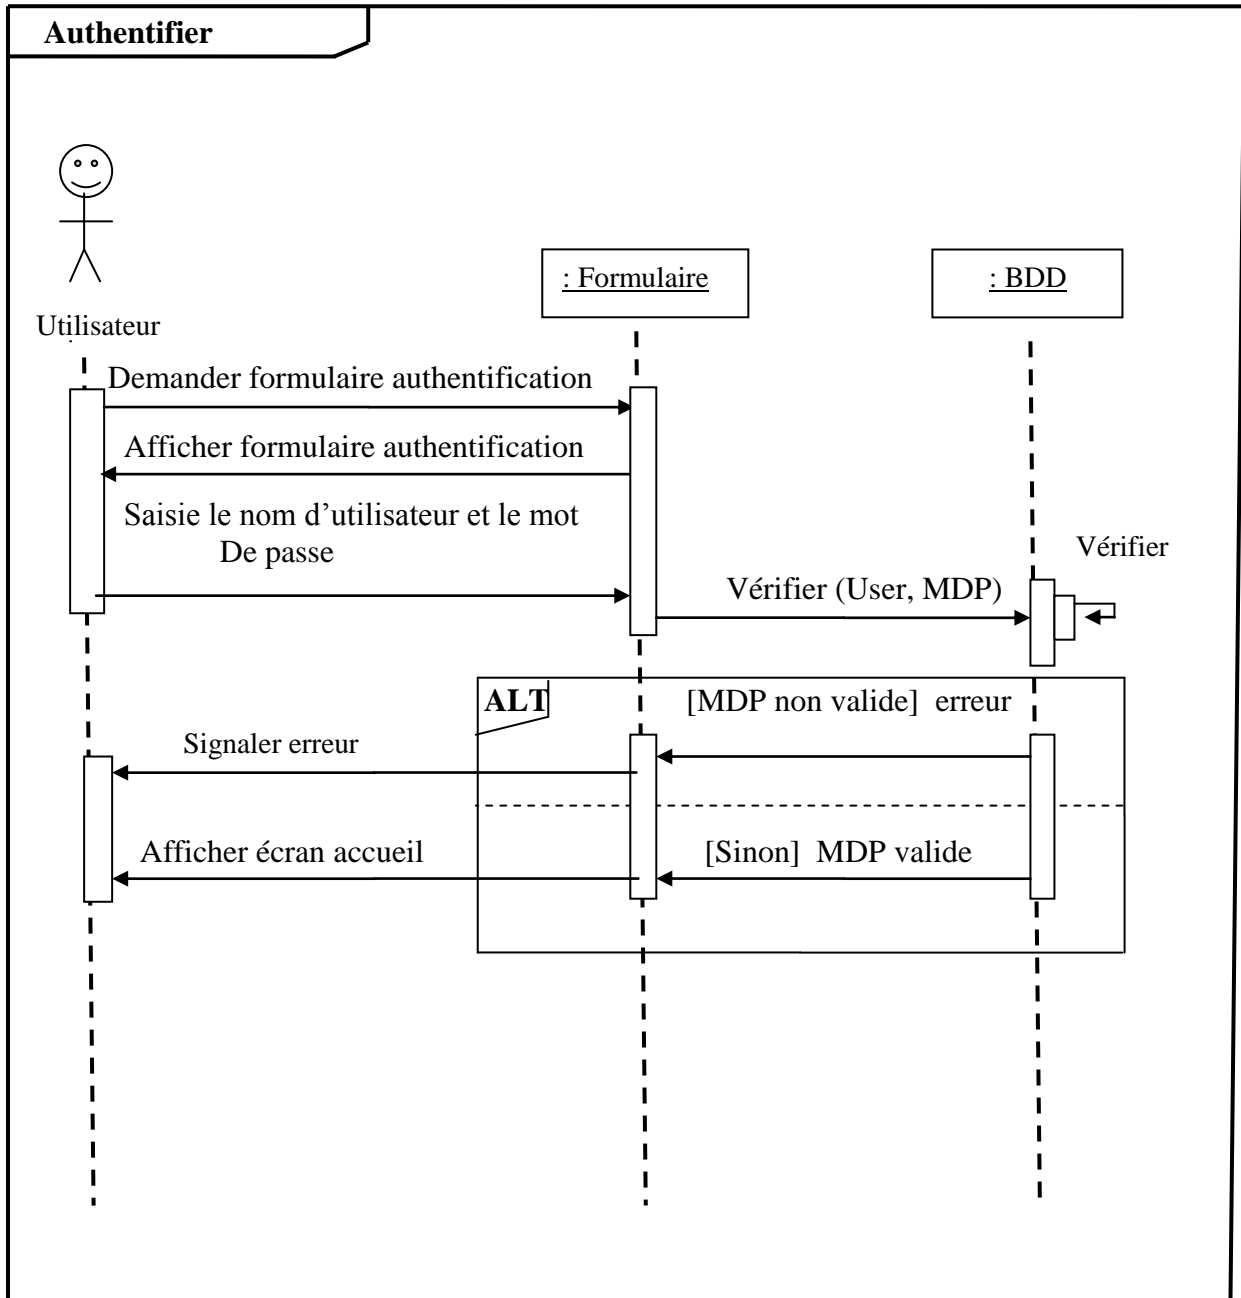 Authentifier
: Formulaire
: BDD
Utilisateur
Demander formulaire authentification
Afficher formulaire authentification
Saisie le nom d’utilisateur et le mot
De passe
Vérifier
Vérifier (User, MDP)
ALT
[MDP non valide] erreur
Signaler erreur
Afficher écran accueil
[Sinon] MDP valide